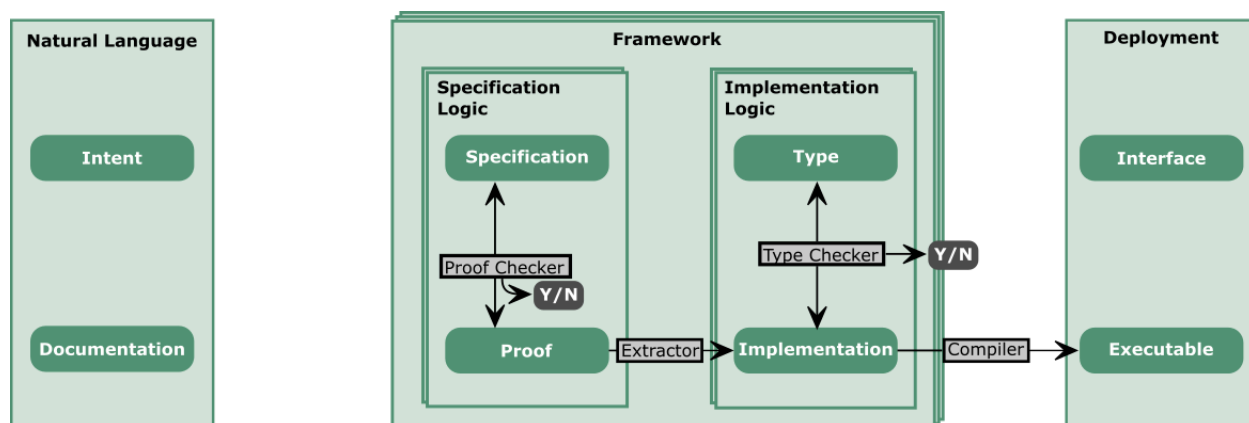 Natural Language
Intent
Documentation
Framework
Specification
Logic
Specification
Proof Checker
Y/N
Proof
Extractor
Implementation
Logic
Type
Type Checker
Y/N
Implementation
Compiler
Deployment
Interface
Executable